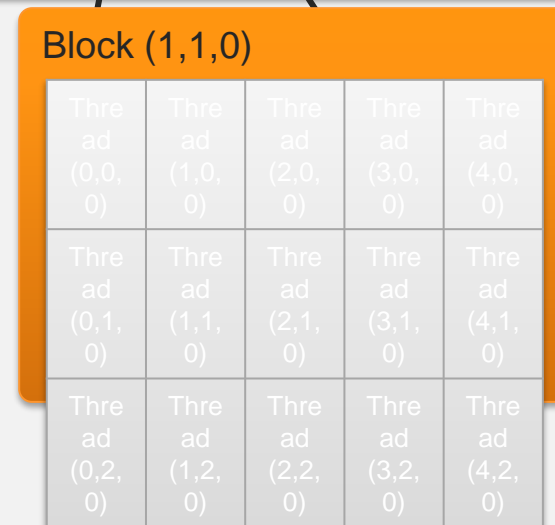 Block (1,1,0)
Thre Thre Thre Thre Thre
ad ad ad ad ad
(0,0, (1,0, (2,0, (3,0, (4,0,
0) 0) 0) 0) 0)
Thre Thre Thre Thre Thre
ad ad ad ad ad
(0,1, (1,1, (2,1, (3,1, (4,1,
0) 0) 0) 0) 0)
Thre Thre Thre Thre Thre
ad ad ad ad ad
(0,2, (1,2, (2,2, (3,2, (4,2,
0) 0) 0) 0) 0)